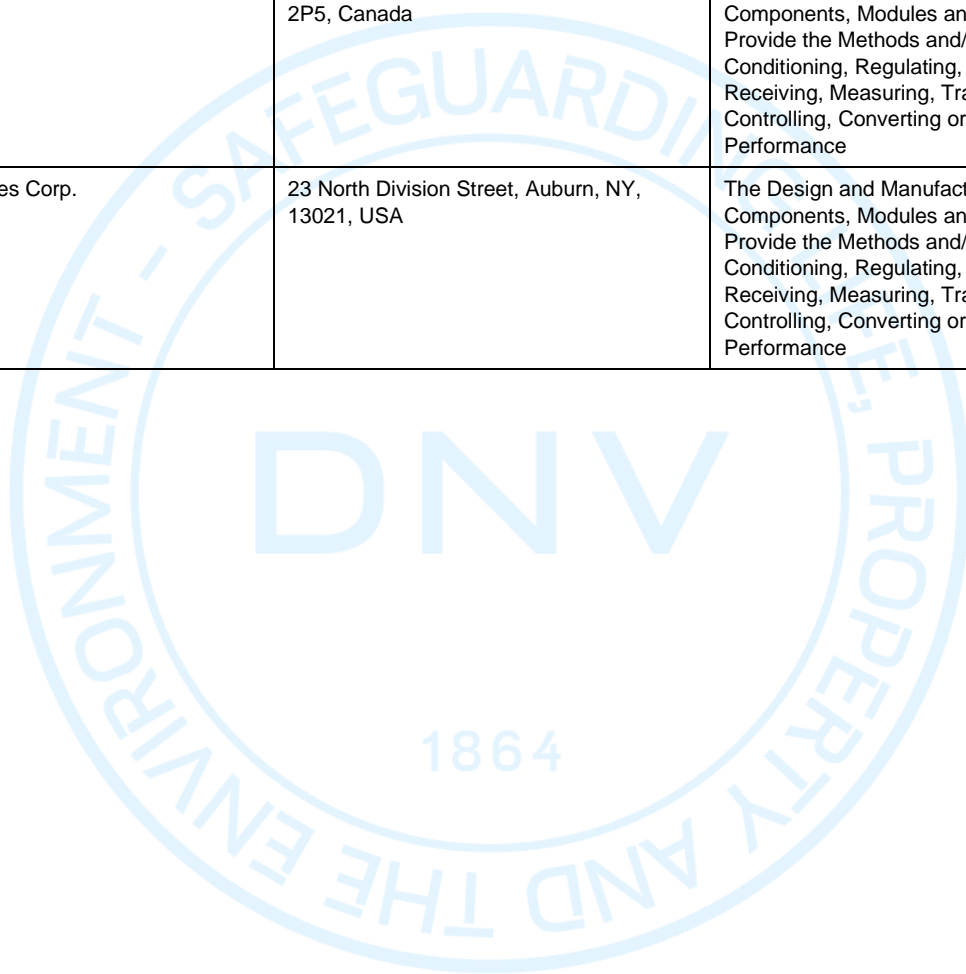 2P5, Canada
Components, Modules an
Provide the Methods and/
Conditioning, Regulating,
Receiving, Measuring, Tra
Controlling, Converting or
Performance
es Corp.
23 North Division Street, Auburn, NY,
13021, USA
The Design and Manufact
Components, Modules an
Provide the Methods and/
Conditioning, Regulating,
Receiving, Measuring, Tra
Controlling, Converting or
Performance
SAFEGUARDING LIFE, PROPERTY AND THE ENVIRONMENT -
DNV
1864